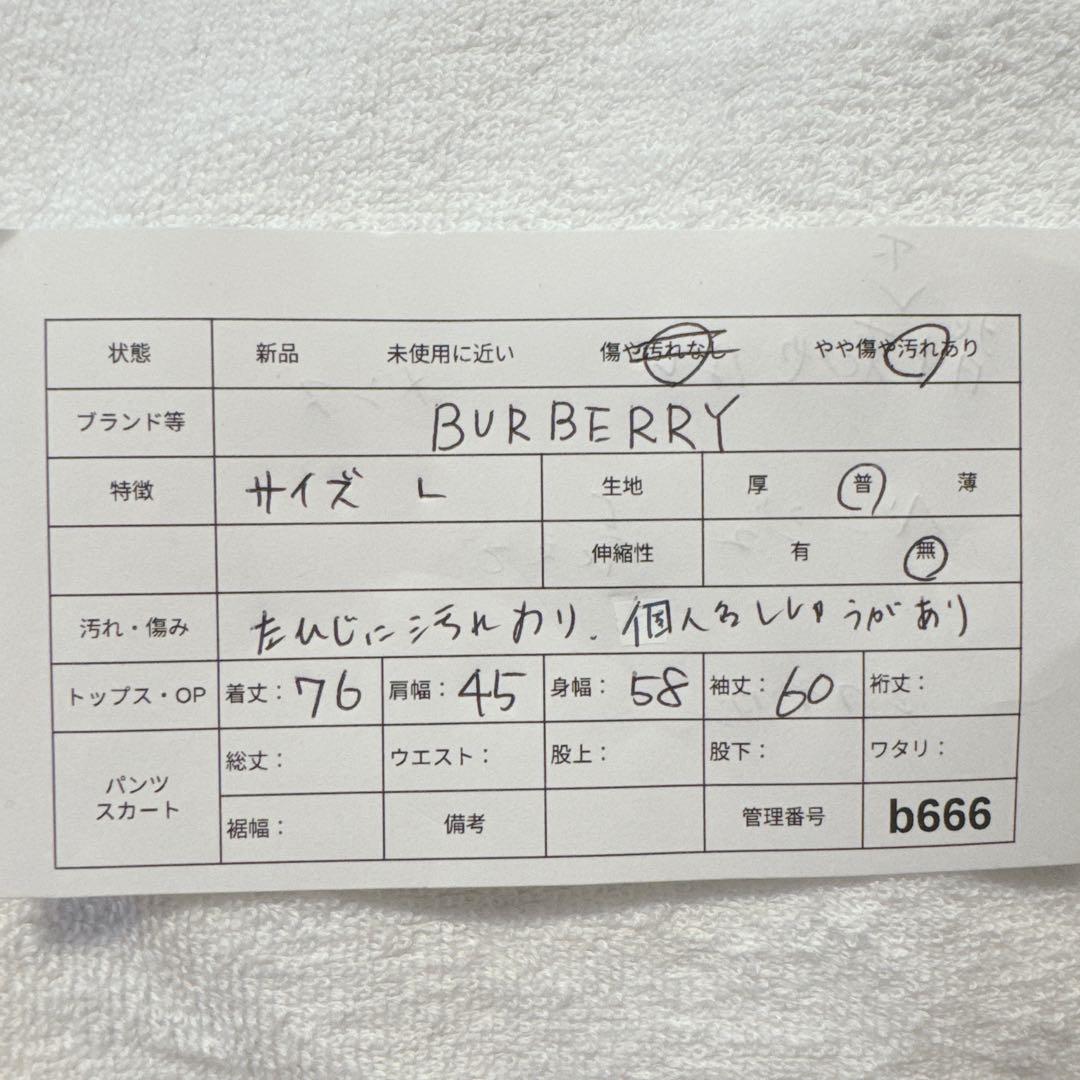 状態 新品 未使用に近い 傷や汚れなし やや傷や汚れあり
ブランド等 BURBERRY
特徴 サイズ L 生地 厚 普 薄
伸縮性 有 無
汚れ・傷み に汚れあり、個人名ししゅうがあり
トップス・OP 着丈: 76 肩幅: 45 身幅: 58 袖丈: 60 裄丈:
パンツ スカート 総丈: ウエスト: 股上: 股下: ワタリ:
裾幅: 備考 管理番号 b666